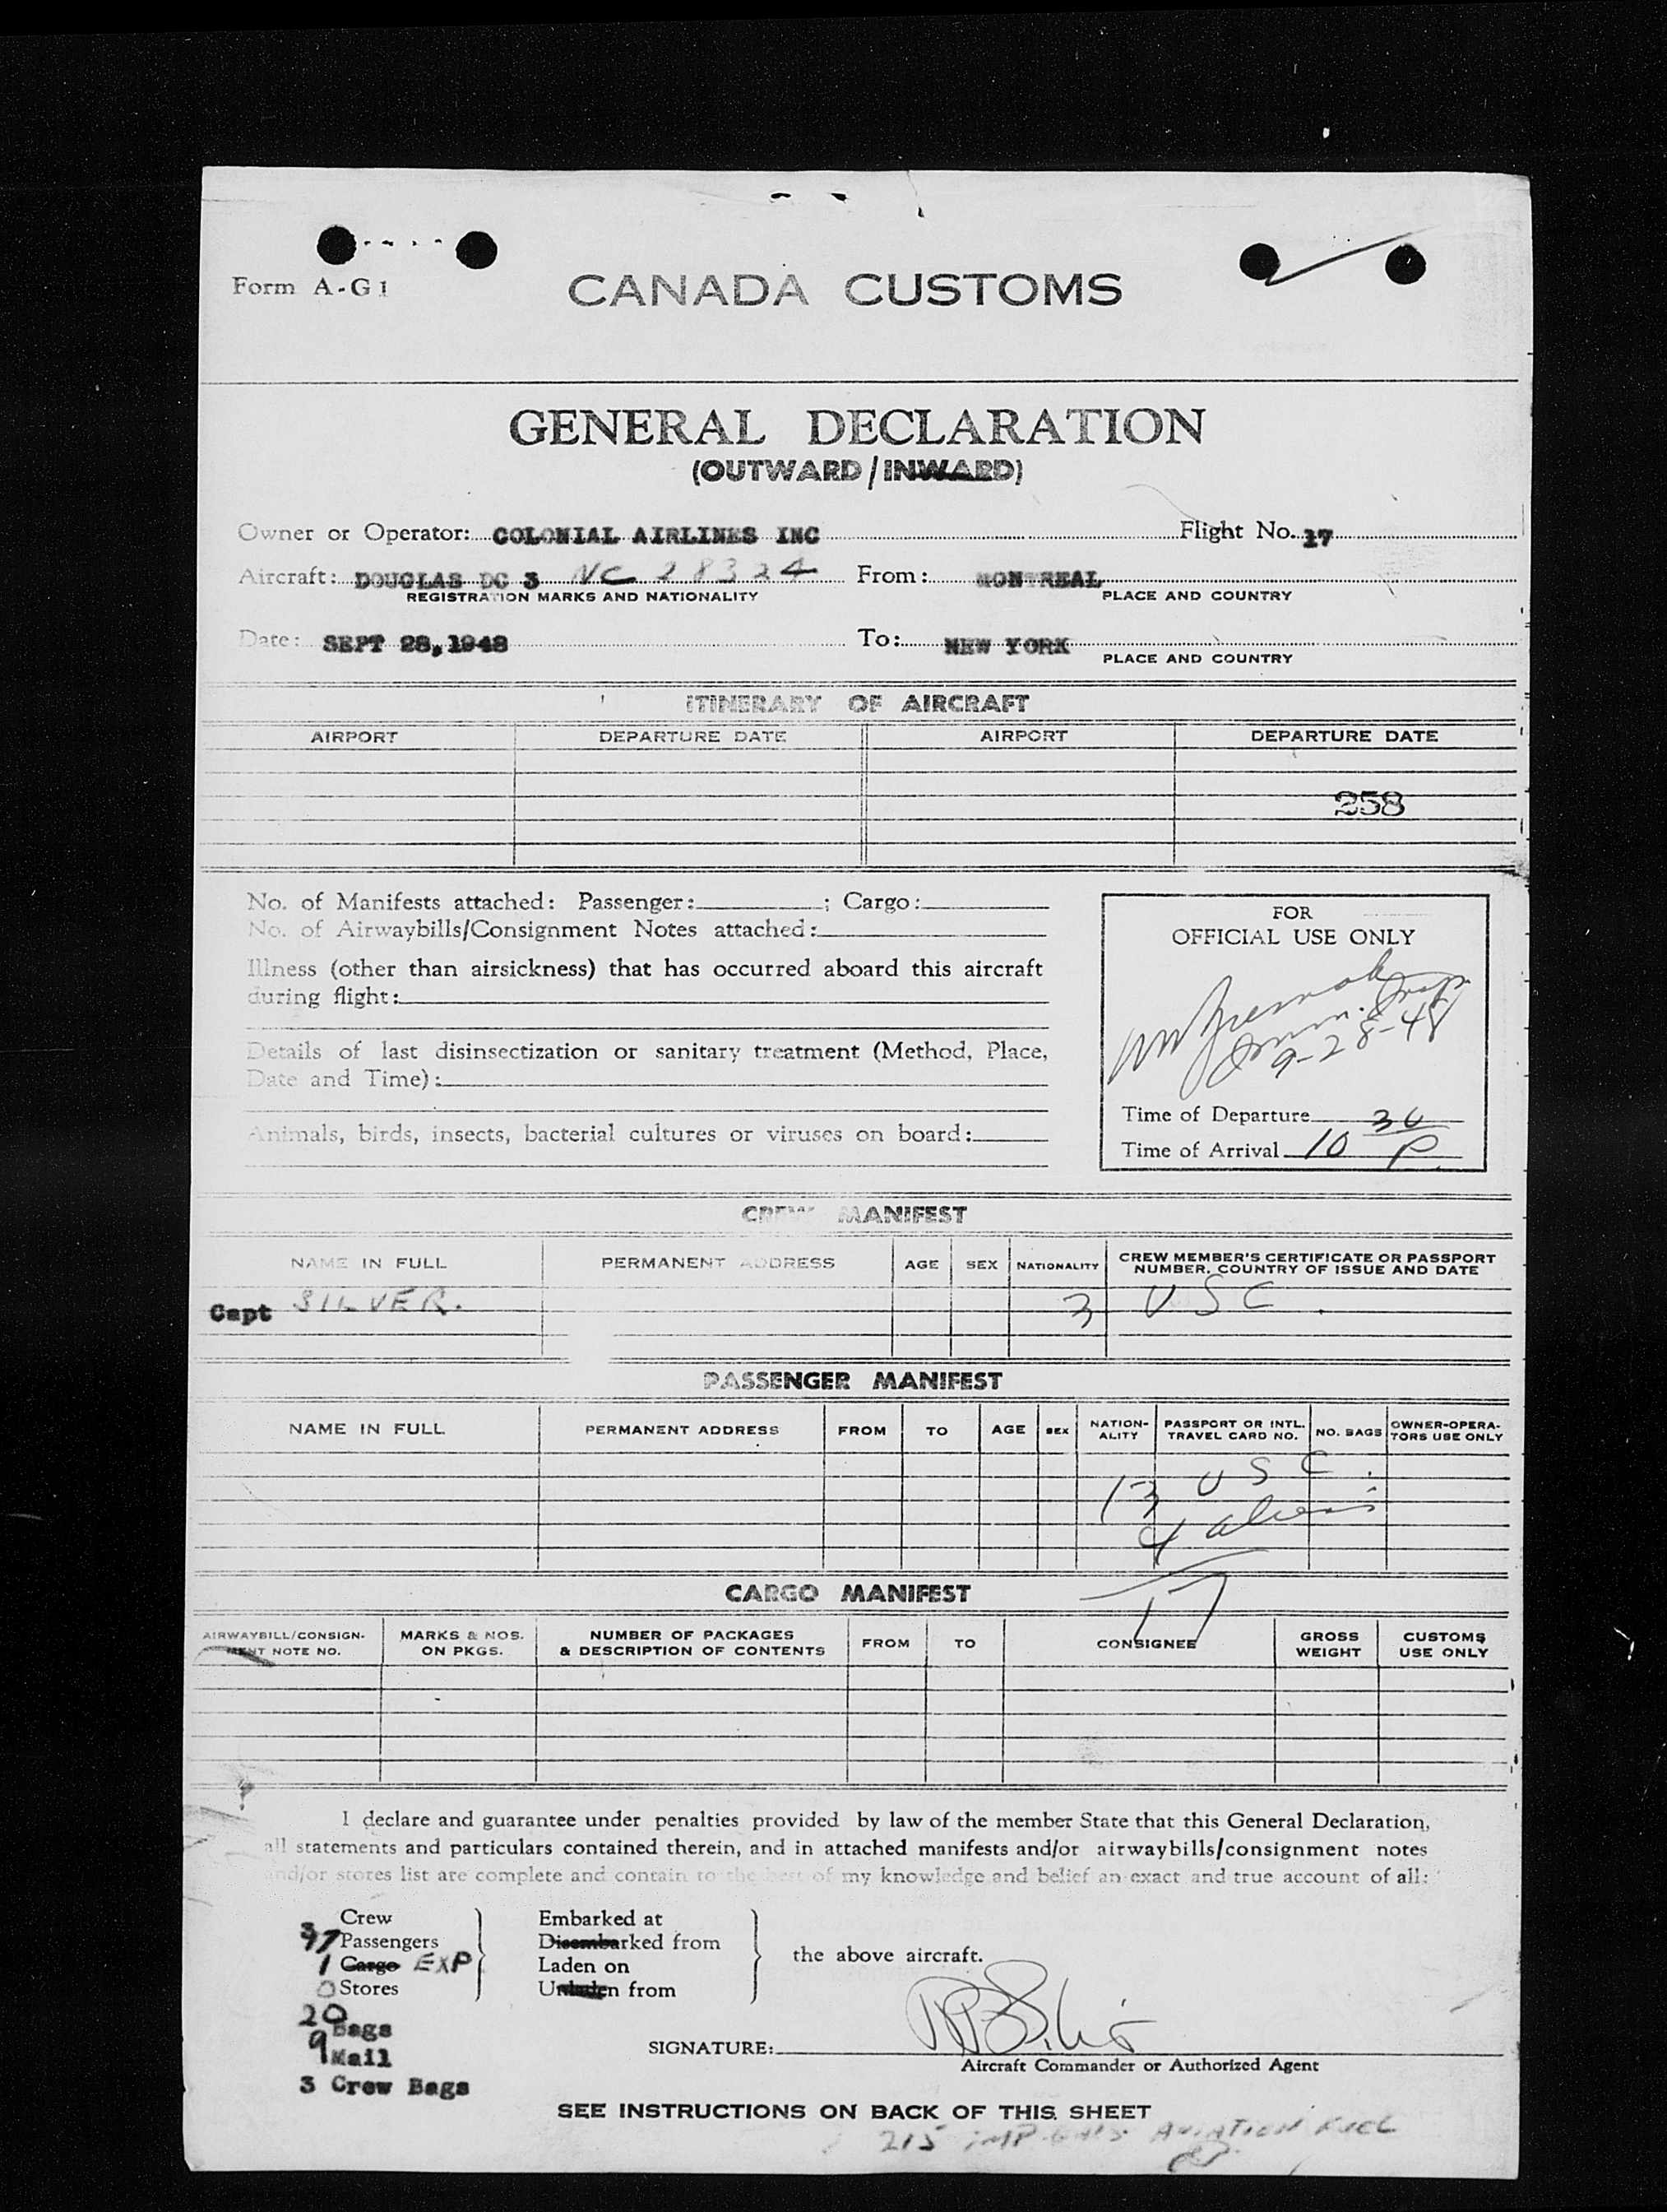 Form A-G 1
CANADA CUSTOMS
GENERAL DECLARATION
(OUTWARD/INWARD)
Owner or Operator: COLONIAL AIRLINES INC Flight No. 17
Aircraft: DOUGLAS DC 3 NC 28324 From: MONTREAL
REGISTRATION MARKS AND NATIONALITY PLACE AND COUNTRY
Date: SEPT 28, 1948 To: NEW YORK
PLACE AND COUNTRY
ITINERARY OF AIRCRAFT
AIRPORT DEPARTURE DATE AIRPORT DEPARTURE DATE
258
No. of Manifests attached: Passenger: ; Cargo:
No. of Airwaybills/Consignment Notes attached:
Illness (other than airsickness) that has occurred aboard this aircraft
during flight:
Details of last disinsectization or sanitary treatment (Method, Place,
Date and Time):
Animals, birds, insects, bacterial cultures or viruses on board:
FOR
OFFICIAL USE ONLY
9-28-48
Time of Departure 30
Time of Arrival 10 P
CREW MANIFEST
NAME IN FULL PERMANENT ADDRESS AGE SEX NATIONALITY CREW MEMBER'S CERTIFICATE OR PASSPORT NUMBER, COUNTRY OF ISSUE AND DATE
Capt SILVER. 3 USC
PASSENGER MANIFEST
NAME IN FULL PERMANENT ADDRESS FROM TO AGE SEX NATION-ALITY PASSPORT OR INTL. TRAVEL CARD NO. NO. BAGS OWNER-OPERA-TORS USE ONLY
13 USC
4 aliens
17
CARGO MANIFEST
AIRWAYBILL/CONSIGN-MENT NOTE NO. MARKS & NOS. ON PKGS. NUMBER OF PACKAGES & DESCRIPTION OF CONTENTS FROM TO CONSIGNEE GROSS WEIGHT CUSTOMS USE ONLY
I declare and guarantee under penalties provided by law of the member State that this General Declaration,
all statements and particulars contained therein, and in attached manifests and/or airwaybills/consignment notes
and/or stores list are complete and contain to the best of my knowledge and belief an exact and true account of all:
3 Crew Embarked at
17 Passengers Disembarked from
1 Cargo EXP Laden on
0 Stores Unladen from
the above aircraft.
20 Bags
9 Mail
3 Crew Bags
SIGNATURE:
Aircraft Commander or Authorized Agent
SEE INSTRUCTIONS ON BACK OF THIS SHEET
215 IMP GALS AVIATION FUEL